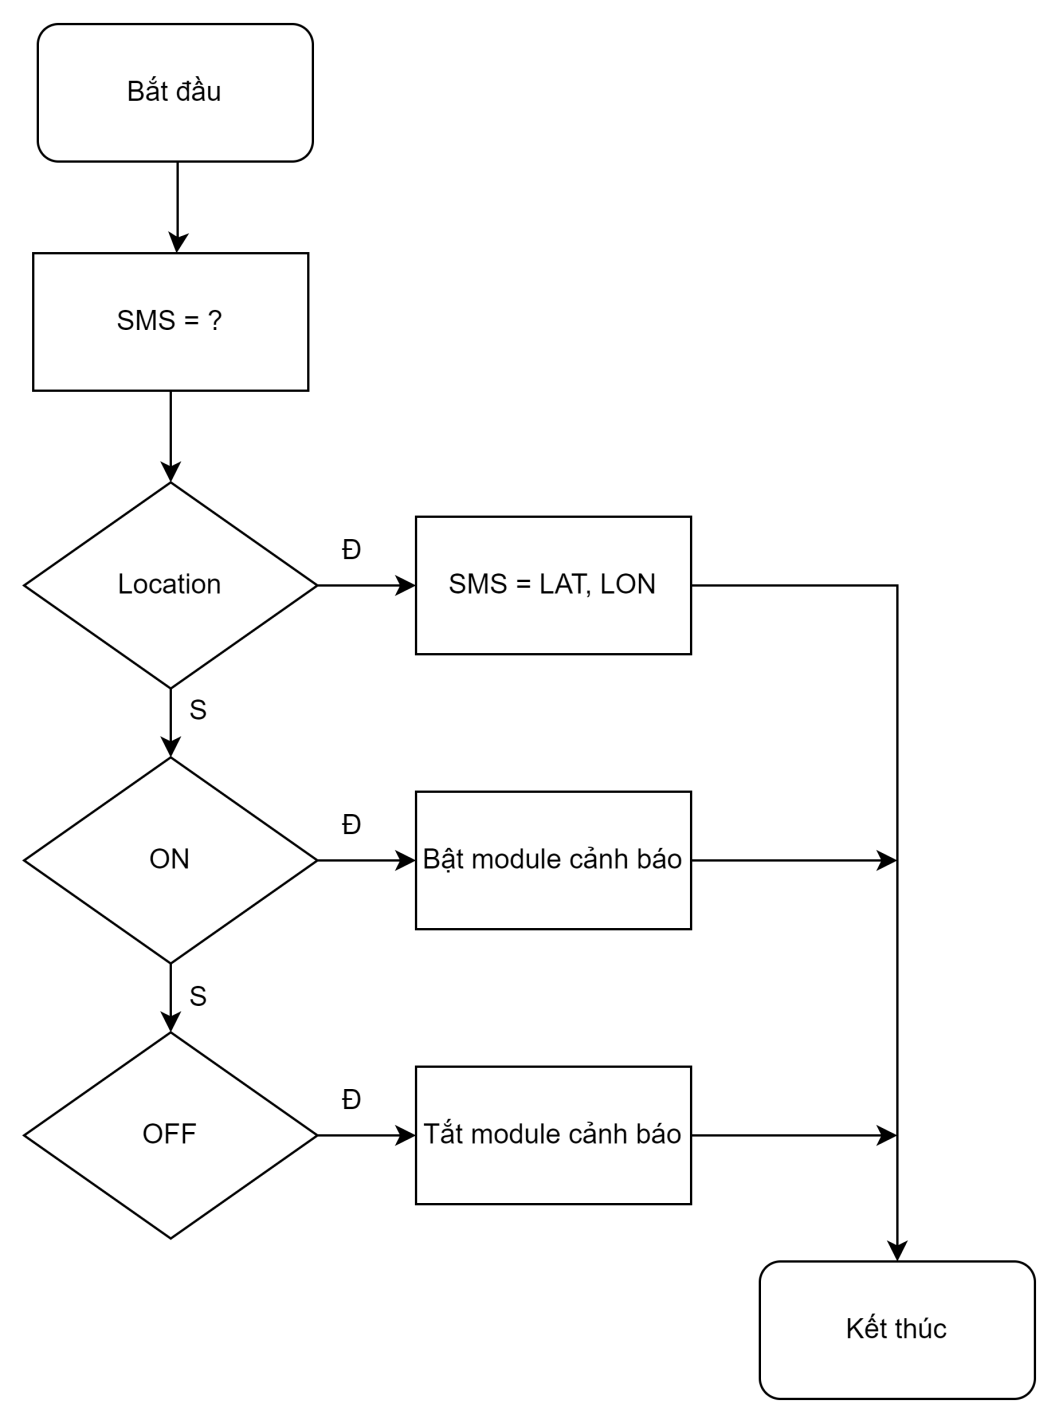 Bắt đầu
SMS = ?
Location
Đ
SMS = LAT, LON
S
ON
Đ
Bật module cảnh báo
S
OFF
Đ
Tắt module cảnh báo
Kết thúc